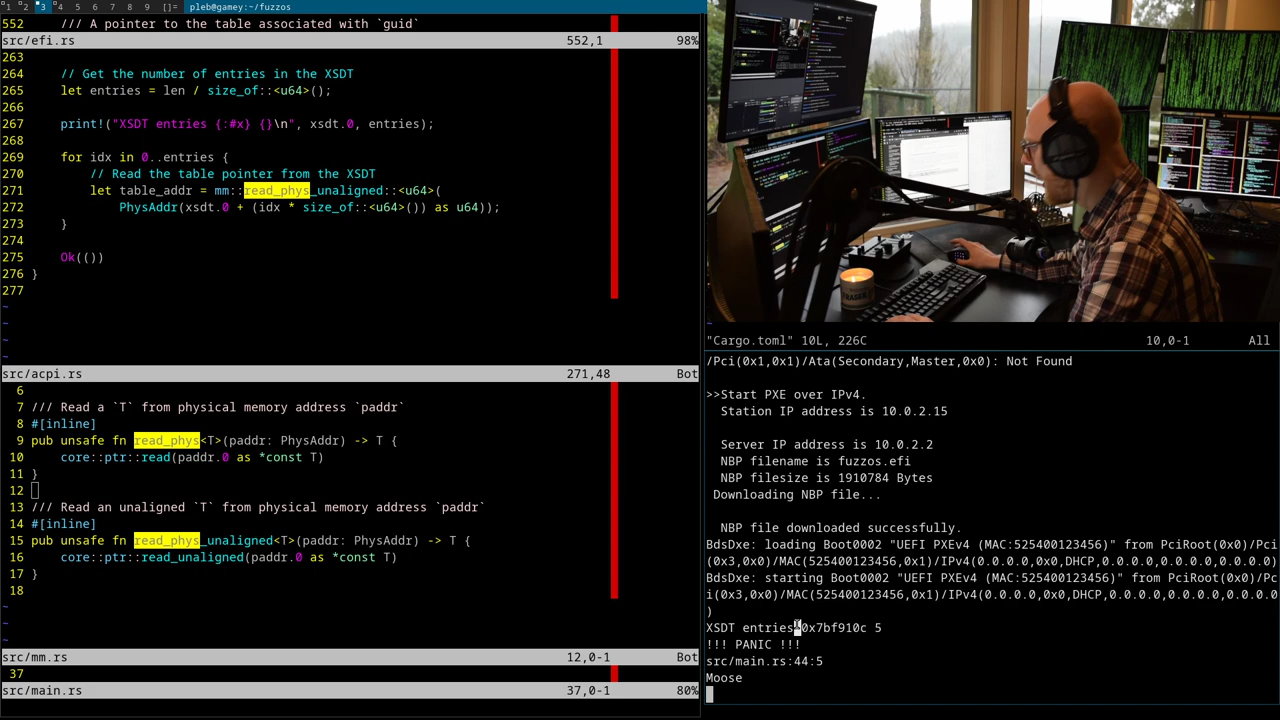 1 2 3 4 5 6 7 8 9 []= pleb@gamey:~/fuzzos
552 /// A pointer to the table associated with `guid`
src/efi.rs 552,1 98%
263
264 // Get the number of entries in the XSDT
265 let entries = len / size_of::<u64>();
266
267 print!("XSDT entries {:#x} {}\n", xsdt.0, entries);
268
269 for idx in 0..entries {
270 // Read the table pointer from the XSDT
271 let table_addr = mm::read_phys_unaligned::<u64>(
272 PhysAddr(xsdt.0 + (idx * size_of::<u64>()) as u64));
273 }
274
275 Ok(())
276 }
277
~
~
~
~
src/acpi.rs 271,48 Bot
6
7 /// Read a `T` from physical memory address `paddr`
8 #[inline]
9 pub unsafe fn read_phys<T>(paddr: PhysAddr) -> T {
10 core::ptr::read(paddr.0 as *const T)
11 }
12
13 /// Read an unaligned `T` from physical memory address `paddr`
14 #[inline]
15 pub unsafe fn read_phys_unaligned<T>(paddr: PhysAddr) -> T {
16 core::ptr::read_unaligned(paddr.0 as *const T)
17 }
18
~
~
~
src/mm.rs 12,0-1 Bot
37
src/main.rs 37,0-1 80%
~
"Cargo.toml" 10L, 226C 10,0-1 All
/Pci(0x1,0x1)/Ata(Secondary,Master,0x0): Not Found
>>Start PXE over IPv4.
Station IP address is 10.0.2.15
Server IP address is 10.0.2.2
NBP filename is fuzzos.efi
NBP filesize is 1910784 Bytes
Downloading NBP file...
NBP file downloaded successfully.
BdsDxe: loading Boot0002 "UEFI PXEv4 (MAC:525400123456)" from PciRoot(0x0)/Pci
(0x3,0x0)/MAC(525400123456,0x1)/IPv4(0.0.0.0,0x0,DHCP,0.0.0.0,0.0.0.0,0.0.0.0)
BdsDxe: starting Boot0002 "UEFI PXEv4 (MAC:525400123456)" from PciRoot(0x0)/Pc
i(0x3,0x0)/MAC(525400123456,0x1)/IPv4(0.0.0.0,0x0,DHCP,0.0.0.0,0.0.0.0,0.0.0.0
)
XSDT entries 0x7bf910c 5
!!! PANIC !!!
src/main.rs:44:5
Moose